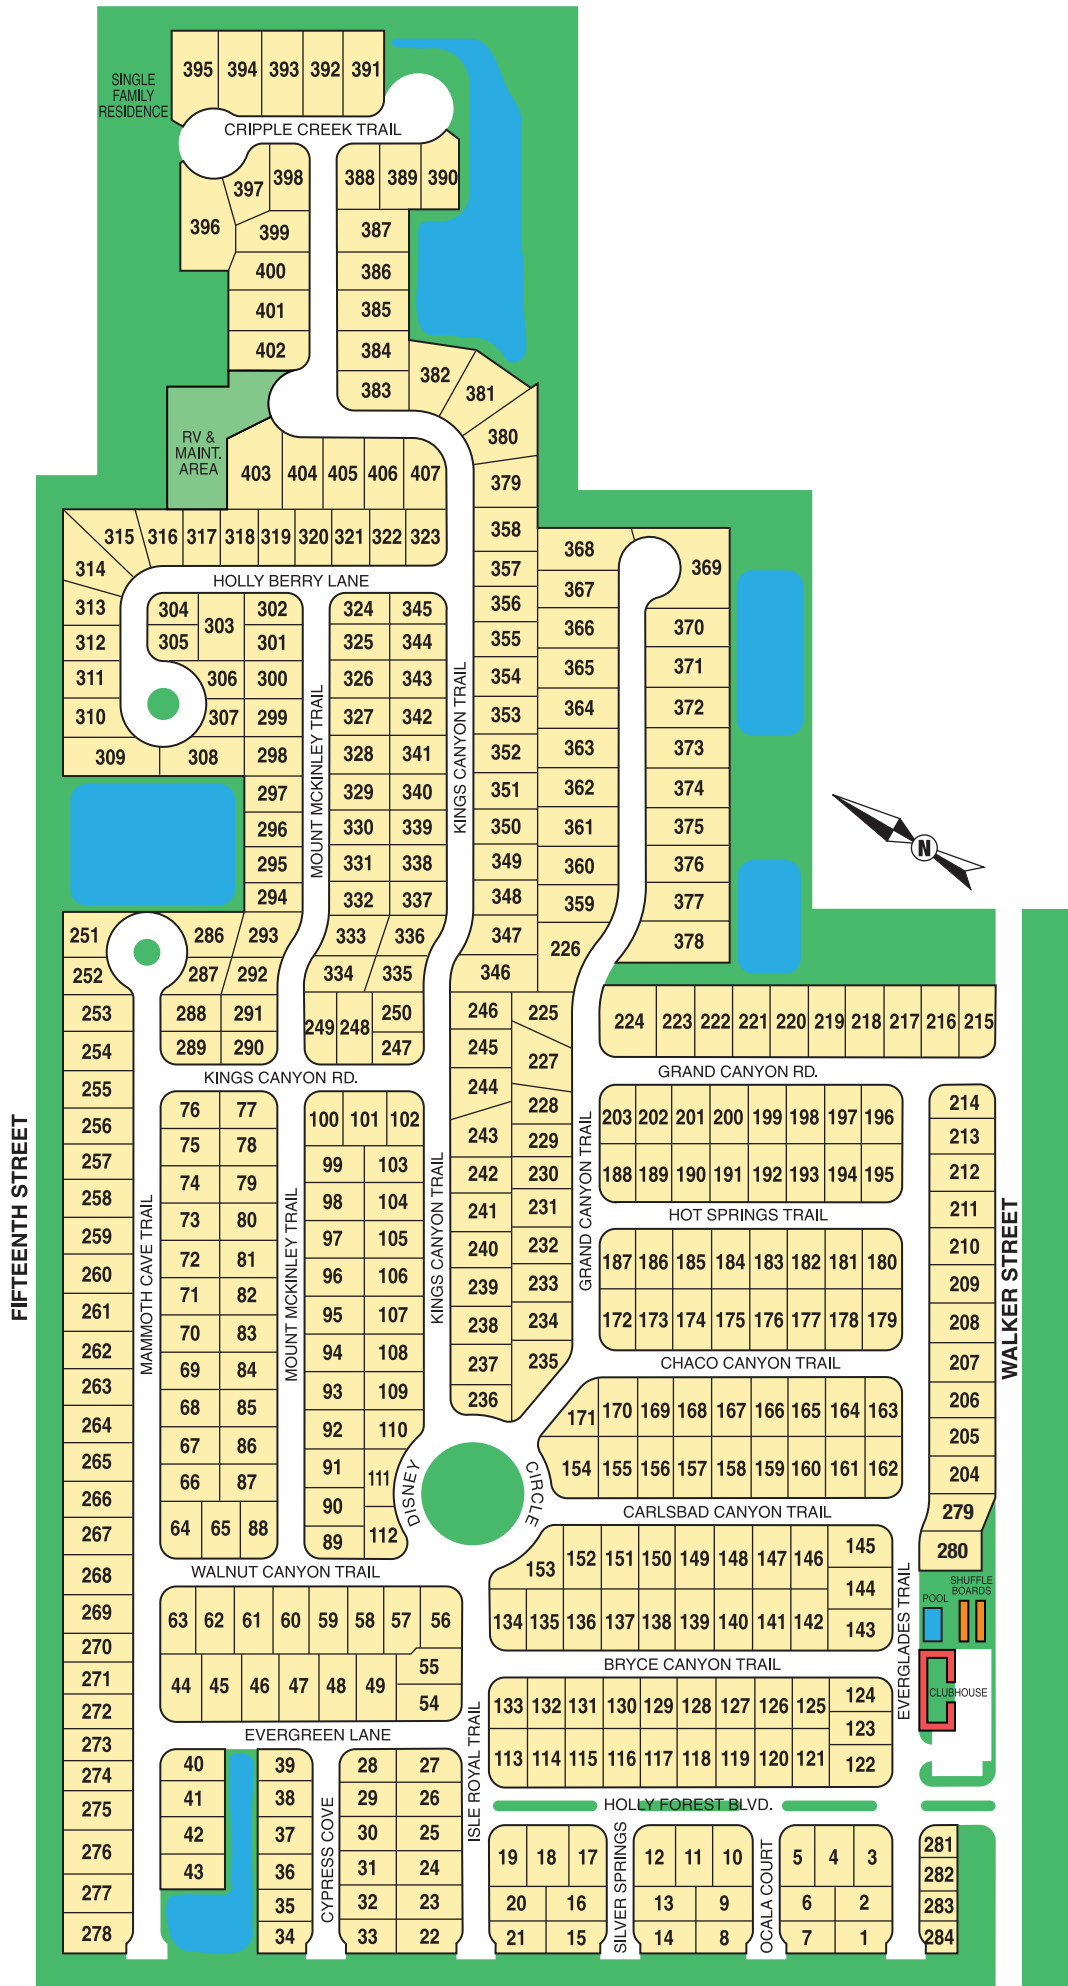 395 394 393 392 391
SINGLE
FAMILY
RESIDENCE
CRIPPLE CREEK TRAIL
397 398 388 389 390
396 399 387
400 386
401 385
402 384
383 382 381
380
RV &
MAINT.
AREA
403 404 405 406 407
379
315 316 317 318 319 320 321 322 323
358
314 357
HOLLY BERRY LANE
368 369
367
313 304 303 302 324 345 356 366 370
312 305 301 325 344 355 365 371
311 306 300 326 343 354 364 372
310 307 299 327 342 353 363 373
309 308 298 328 341 352 362 374
297 329 340 351 361 375
296 330 339 350 360 376
295 331 338 349 359 377
294 332 337 348 378
MOUNT MCKINLEY TRAIL
KINGS CANYON TRAIL
N
251 286 293 333 336 347 226
252 287 292 334 335 346
253 288 291 249 248 250 246 225
254 289 290 247 245 227
224 223 222 221 220 219 218 217 216 215
KINGS CANYON RD.
GRAND CANYON RD.
255 244 228
256 76 77 100 101 102 243 229
203 202 201 200 199 198 197 196 214
257 75 78 99 103 242 230 213
188 189 190 191 192 193 194 195 212
258 74 79 98 104 241 231 211
HOT SPRINGS TRAIL
259 73 80 97 105 240 232 210
187 186 185 184 183 182 181 180
260 72 81 96 106 239 233 209
261 71 82 95 107 238 234 208
172 173 174 175 176 177 178 179
262 70 83 94 108 237 235 207
CHACO CANYON TRAIL
263 69 84 93 109 236 206
264 68 85 92 110 205
171 170 169 168 167 166 165 164 163
265 67 86 91 111 204
154 155 156 157 158 159 160 161 162
266 66 87 90 112 279
267 64 65 88 89 280
FIFTEENTH STREET
MAMMOTH CAVE TRAIL
MOUNT MCKINLEY TRAIL
KINGS CANYON TRAIL
GRAND CANYON TRAIL
WALKER STREET
DISNEY
CIRCLE
CARLSBAD CANYON TRAIL
153 152 151 150 149 148 147 146 145
144
134 135 136 137 138 139 140 141 142 143
WALNUT CANYON TRAIL
268
269 63 62 61 60 59 58 57 56
270
271 44 45 46 47 48 49 55
272 54
EVERGREEN LANE
BRYCE CANYON TRAIL
EVERGLADES TRAIL
POOL
SHUFFLE
BOARDS
CLUBHOUSE
133 132 131 130 129 128 127 126 125 124
123
113 114 115 116 117 118 119 120 121 122
ISLE ROYAL TRAIL
HOLLY FOREST BLVD.
273 40 39 28 27
274 41 38 29 26
275 42 37 30 25
276 43 36 31 24
277 35 32 23
278 34 33 22
CYPRESS COVE
19 18 17 12 11 10 5 4 3 281
282
20 16 13 9 6 2 283
21 15 14 8 7 1 284
SILVER SPRINGS
OCALA COURT